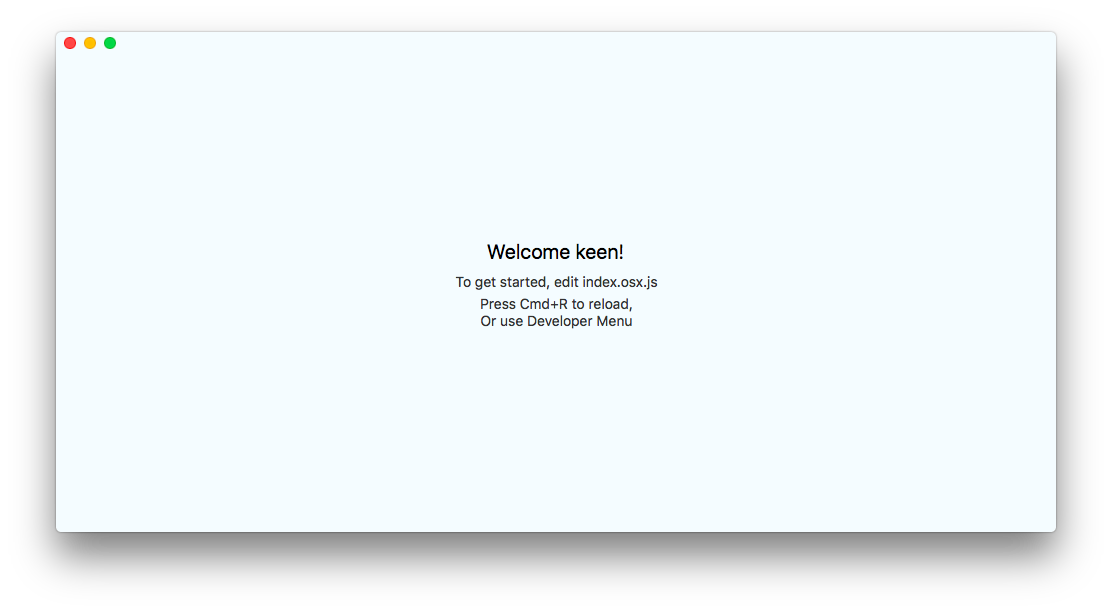 Welcome keen!
To get started, edit index.osx.js
Press Cmd+R to reload,
Or use Developer Menu